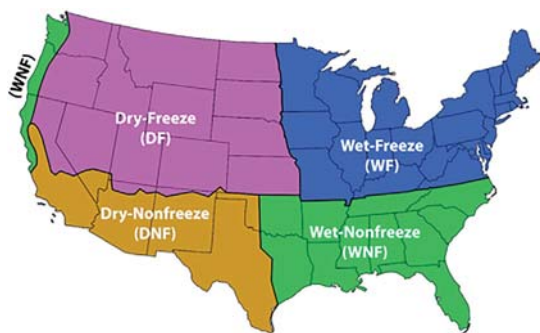 (WNF)
Dry-Freeze
(DF)
Wet-Freeze
(WF)
Dry-Nonfreeze
(DNF)
Wet-Nonfreeze
(WNF)